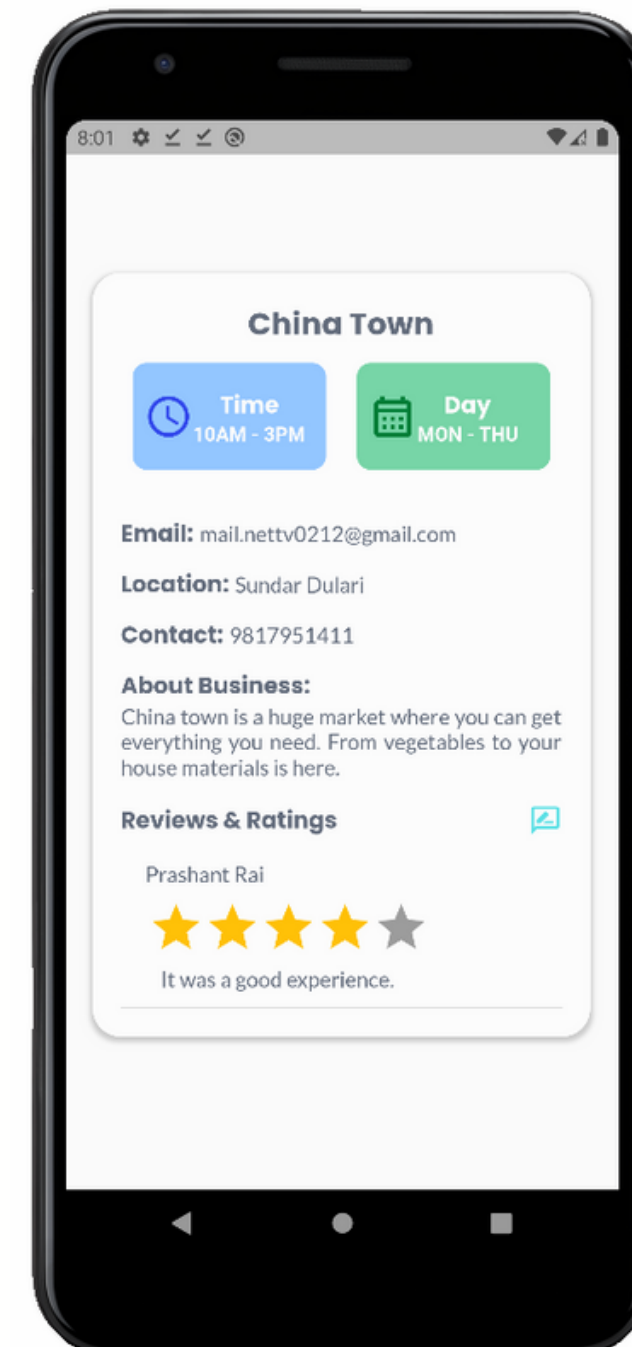 8:01
China Town
Time
10AM - 3PM
Day
MON - THU
Email: mail.nettv0212@gmail.com
Location: Sundar Dulari
Contact: 9817951411
About Business:
China town is a huge market where you can get
everything you need. From vegetables to your
house materials is here.
Reviews & Ratings
Prashant Rai
It was a good experience.